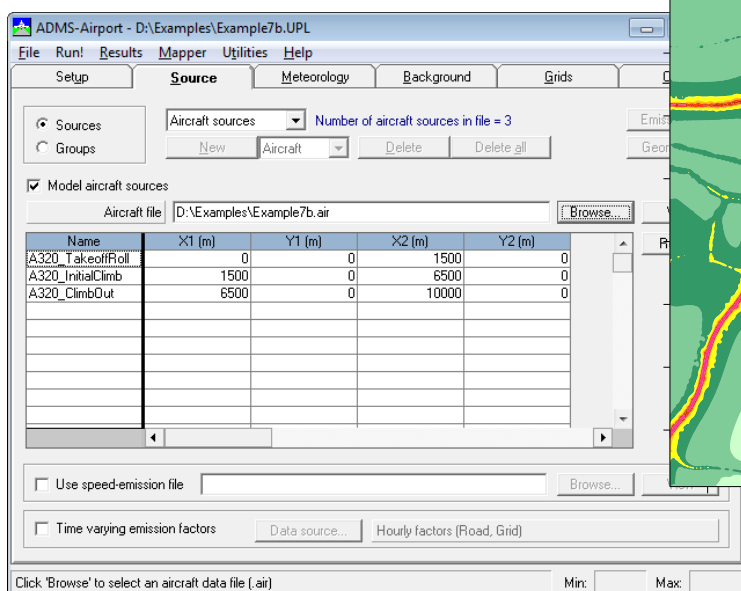 ADMS-Airport - D:\Examples\Example7b.UPL
File Run! Results Mapper Utilities Help
Setup Source Meteorology Background Grids
Sources Aircraft sources Number of aircraft sources in file = 3
Groups New Aircraft Delete Delete all
Model aircraft sources
Aircraft file D:\Examples\Example7b.air Browse...
Name X1 (m) Y1 (m) X2 (m) Y2 (m)
A320_TakeoffRoll 0 0 1500 0
A320_InitialClimb 1500 0 6500 0
A320_ClimbOut 6500 0 10000 0
Use speed-emission file Browse...
Time varying emission factors Data source... Hourly factors (Road, Grid)
Click 'Browse' to select an aircraft data file (.air) Min: Max: